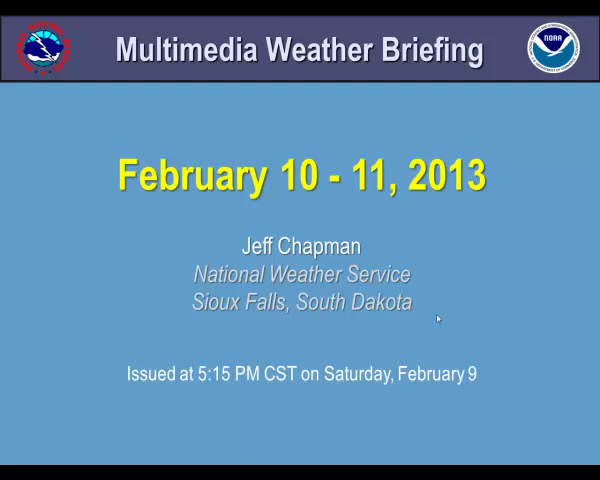 Multimedia Weather Briefing
NOAA
February 10 - 11, 2013
Jeff Chapman
National Weather Service
Sioux Falls, South Dakota
Issued at 5:15 PM CST on Saturday, February 9